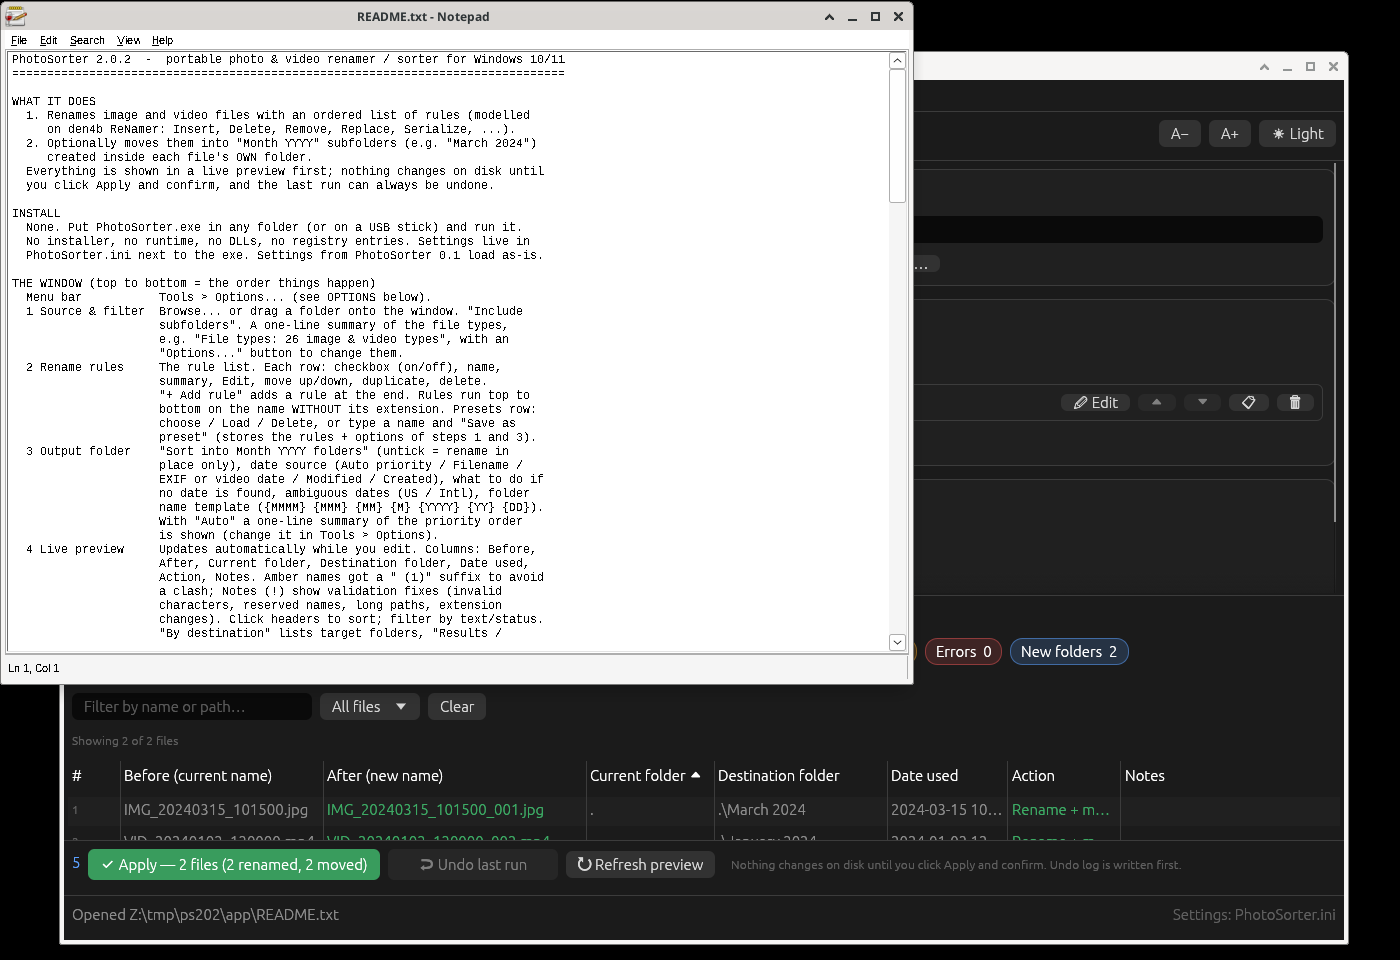 README.txt - Notepad
File Edit Search View Help
PhotoSorter 2.0.2  -  portable photo & video renamer / sorter for Windows 10/11
===============================================================================
WHAT IT DOES
1. Renames image and video files with an ordered list of rules (modelled
on den4b ReNamer: Insert, Delete, Remove, Replace, Serialize, ...).
2. Optionally moves them into "Month YYYY" subfolders (e.g. "March 2024")
created inside each file's OWN folder.
Everything is shown in a live preview first; nothing changes on disk until
you click Apply and confirm, and the last run can always be undone.
INSTALL
None. Put PhotoSorter.exe in any folder (or on a USB stick) and run it.
No installer, no runtime, no DLLs, no registry entries. Settings live in
PhotoSorter.ini next to the exe. Settings from PhotoSorter 0.1 load as-is.
THE WINDOW (top to bottom = the order things happen)
Menu bar           Tools > Options... (see OPTIONS below).
1 Source & filter  Browse... or drag a folder onto the window. "Include
subfolders". A one-line summary of the file types,
e.g. "File types: 26 image & video types", with an
"Options..." button to change them.
2 Rename rules     The rule list. Each row: checkbox (on/off), name,
summary, Edit, move up/down, duplicate, delete.
"+ Add rule" adds a rule at the end. Rules run top to
bottom on the name WITHOUT its extension. Presets row:
choose / Load / Delete, or type a name and "Save as
preset" (stores the rules + options of steps 1 and 3).
3 Output folder    "Sort into Month YYYY folders" (untick = rename in
place only), date source (Auto priority / Filename /
EXIF or video date / Modified / Created), what to do if
no date is found, ambiguous dates (US / Intl), folder
name template ({MMMM} {MMM} {MM} {M} {YYYY} {YY} {DD}).
With "Auto" a one-line summary of the priority order
is shown (change it in Tools > Options).
4 Live preview     Updates automatically while you edit. Columns: Before,
After, Current folder, Destination folder, Date used,
Action, Notes. Amber names got a " (1)" suffix to avoid
a clash; Notes (!) show validation fixes (invalid
characters, reserved names, long paths, extension
changes). Click headers to sort; filter by text/status.
"By destination" lists target folders, "Results /
Ln 1, Col 1
A− A+ ☀ Light
...
Edit
Errors 0 New folders 2
Filter by name or path… All files Clear
Showing 2 of 2 files
# Before (current name) After (new name) Current folder Destination folder Date used Action Notes
1 IMG_20240315_101500.jpg IMG_20240315_101500_001.jpg . .\March 2024 2024-03-15 10… Rename + m…
5 ✓ Apply — 2 files (2 renamed, 2 moved) Undo last run Refresh preview Nothing changes on disk until you click Apply and confirm. Undo log is written first.
Opened Z:\tmp\ps202\app\README.txt Settings: PhotoSorter.ini